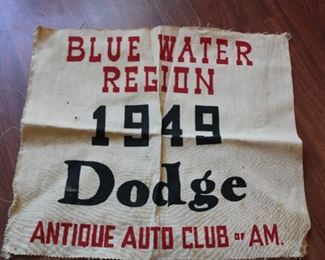 BLUE WATER
REGION
1949
Dodge
ANTIQUE AUTO CLUB OF AM.